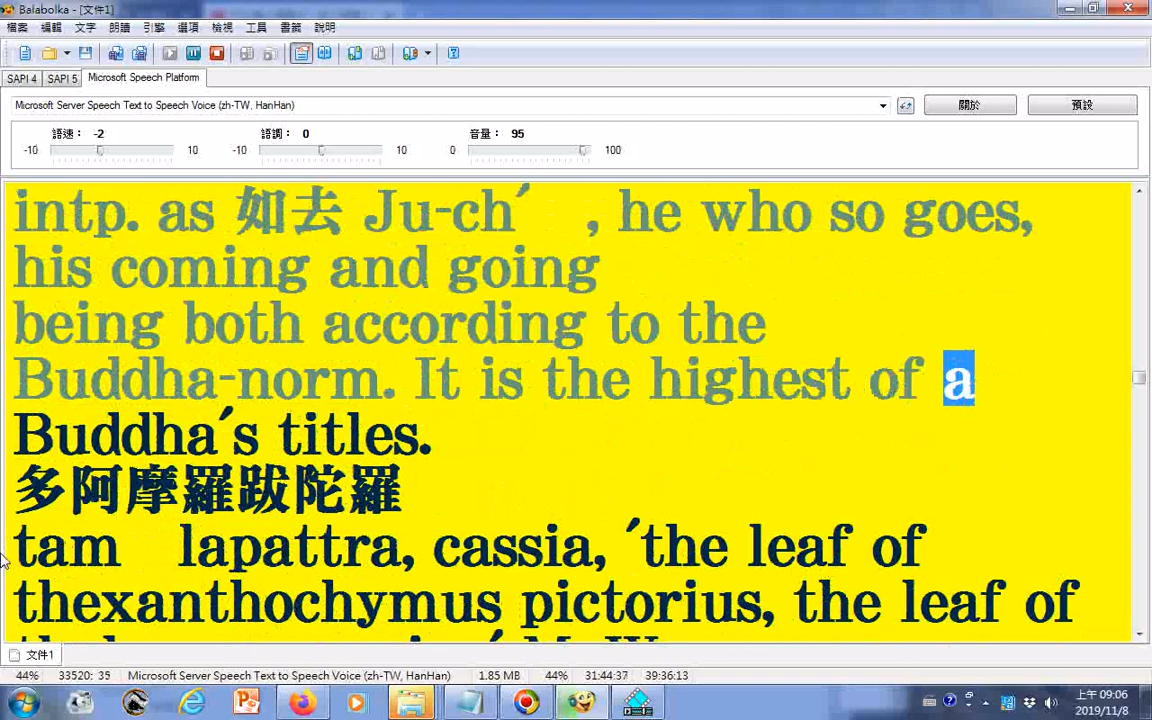 Balabolka - [文件1]
檔案 編輯 文字 朗讀 引擎 選項 檢視 工具 書籤 說明
SAPI 4 SAPI 5 Microsoft Speech Platform
Microsoft Server Speech Text to Speech Voice (zh-TW, HanHan) 關於 預設
語速： -2 語調： 0 音量： 95
-10 10 -10 10 0 100
intp. as 如去 Ju-ch′ , he who so goes,
his coming and going
being both according to the
Buddha-norm. It is the highest of a
Buddha′s titles.
多阿摩羅跋陀羅
tam lapattra, cassia, ′the leaf of
thexanthochymus pictorius, the leaf of
文件1
44% 33520: 35 Microsoft Server Speech Text to Speech Voice (zh-TW, HanHan) 1.85 MB 44% 31:44:37 39:36:13
上午 09:06
2019/11/8